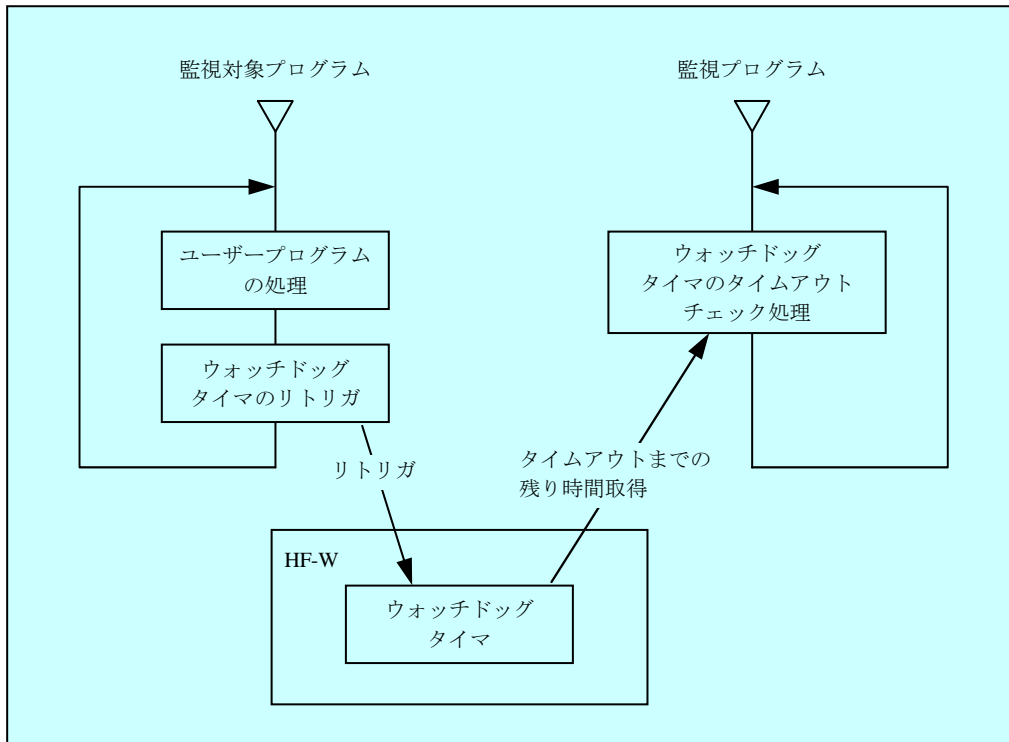 監視対象プログラム
監視プログラム
ユーザープログラム
の処理
ウォッチドッグ
タイマのタイムアウト
チェック処理
ウォッチドッグ
タイマのリトリガ
リトリガ
タイムアウトまでの
残り時間取得
HF-W
ウォッチドッグ
タイマ